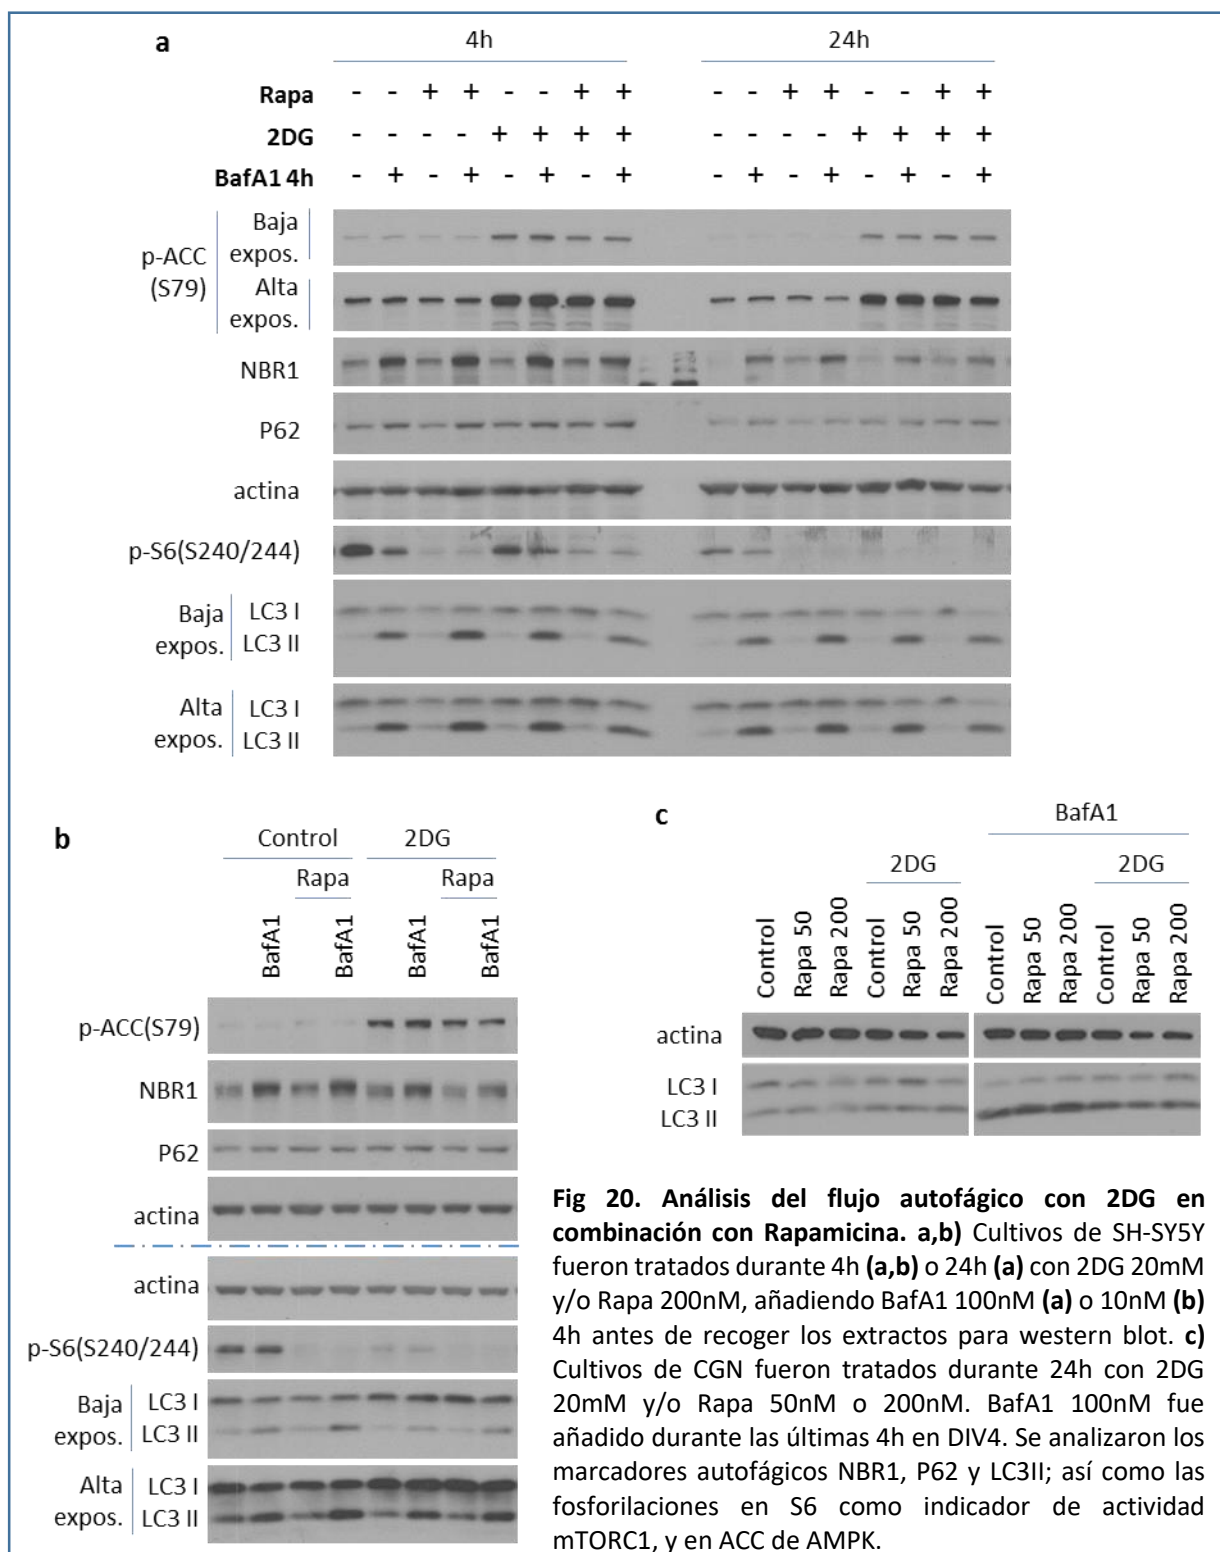 a
4h 24h
Rapa - - + + - - + + - - + + - - + +
2DG - - - - + + + + - - - - + + + +
BafA1 4h - + - + - + - + - + - + - + - +
p-ACC (S79)
Baja expos.
Alta expos.
NBR1
P62
actina
p-S6(S240/244)
Baja expos.
LC3 I
LC3 II
Alta expos.
LC3 I
LC3 II
b
Control 2DG
Rapa Rapa
BafA1 BafA1 BafA1 BafA1
p-ACC(S79)
NBR1
P62
actina
actina
p-S6(S240/244)
Baja expos.
LC3 I
LC3 II
Alta expos.
LC3 I
LC3 II
c
BafA1
2DG 2DG
Control Rapa 50 Rapa 200 Control Rapa 50 Rapa 200 Control Rapa 50 Rapa 200 Control Rapa 50 Rapa 200
actina
LC3 I
LC3 II
Fig 20. Análisis del flujo autofágico con 2DG en
combinación con Rapamicina. a,b) Cultivos de SH-SY5Y
fueron tratados durante 4h (a,b) o 24h (a) con 2DG 20mM
y/o Rapa 200nM, añadiendo BafA1 100nM (a) o 10nM (b)
4h antes de recoger los extractos para western blot. c)
Cultivos de CGN fueron tratados durante 24h con 2DG
20mM y/o Rapa 50nM o 200nM. BafA1 100nM fue
añadido durante las últimas 4h en DIV4. Se analizaron los
marcadores autofágicos NBR1, P62 y LC3II; así como las
fosforilaciones en S6 como indicador de actividad
mTORC1, y en ACC de AMPK.